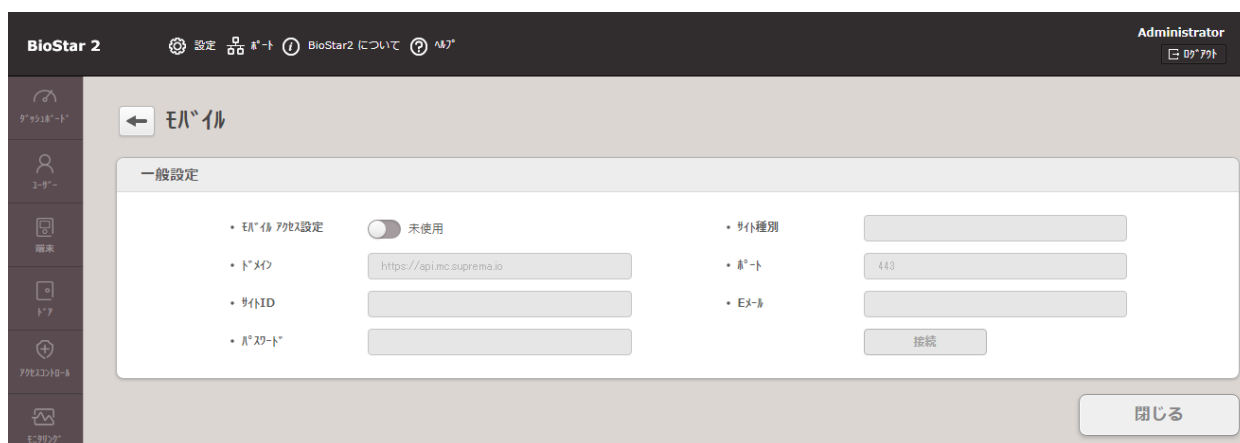 BioStar 2
設定 ﾎﾟｰﾄ BioStar2 について ﾍﾙﾌﾟ
Administrator
ﾛｸﾞｱｳﾄ
ﾀﾞｯｼｭﾎﾞｰﾄﾞ
ﾕｰｻﾞｰ
端末
ﾄﾞｱ
ｱｸｾｽｺﾝﾄﾛｰﾙ
ﾓﾆﾀﾘﾝｸﾞ
ﾓﾊﾞｲﾙ
一般設定
• ﾓﾊﾞｲﾙ ｱｸｾｽ設定 未使用 • ｻｲﾄ種別
• ﾄﾞﾒｲﾝ https://api.mc.suprema.io • ﾎﾟｰﾄ 443
• ｻｲﾄID • Eﾒｰﾙ
• ﾊﾟｽﾜｰﾄﾞ 接続
閉じる